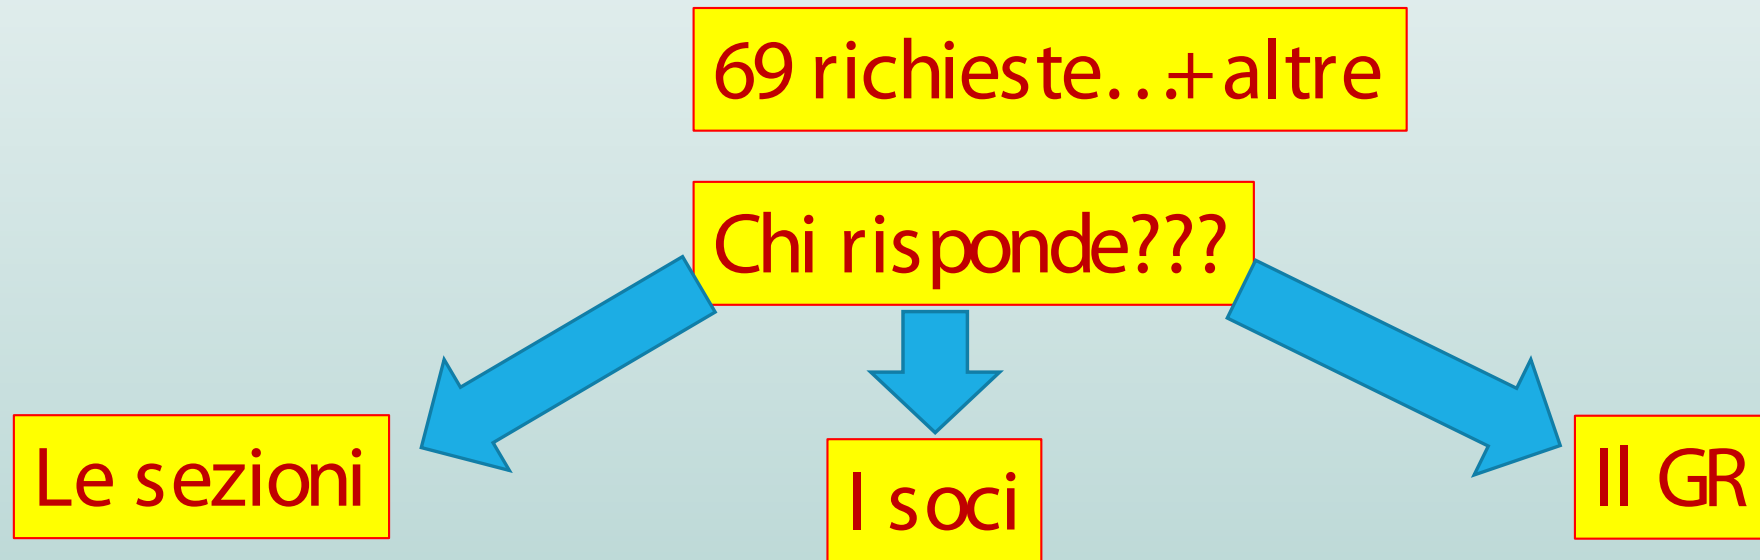 69 richieste...+altre
Chi risponde???
Le sezioni
I soci
Il GR